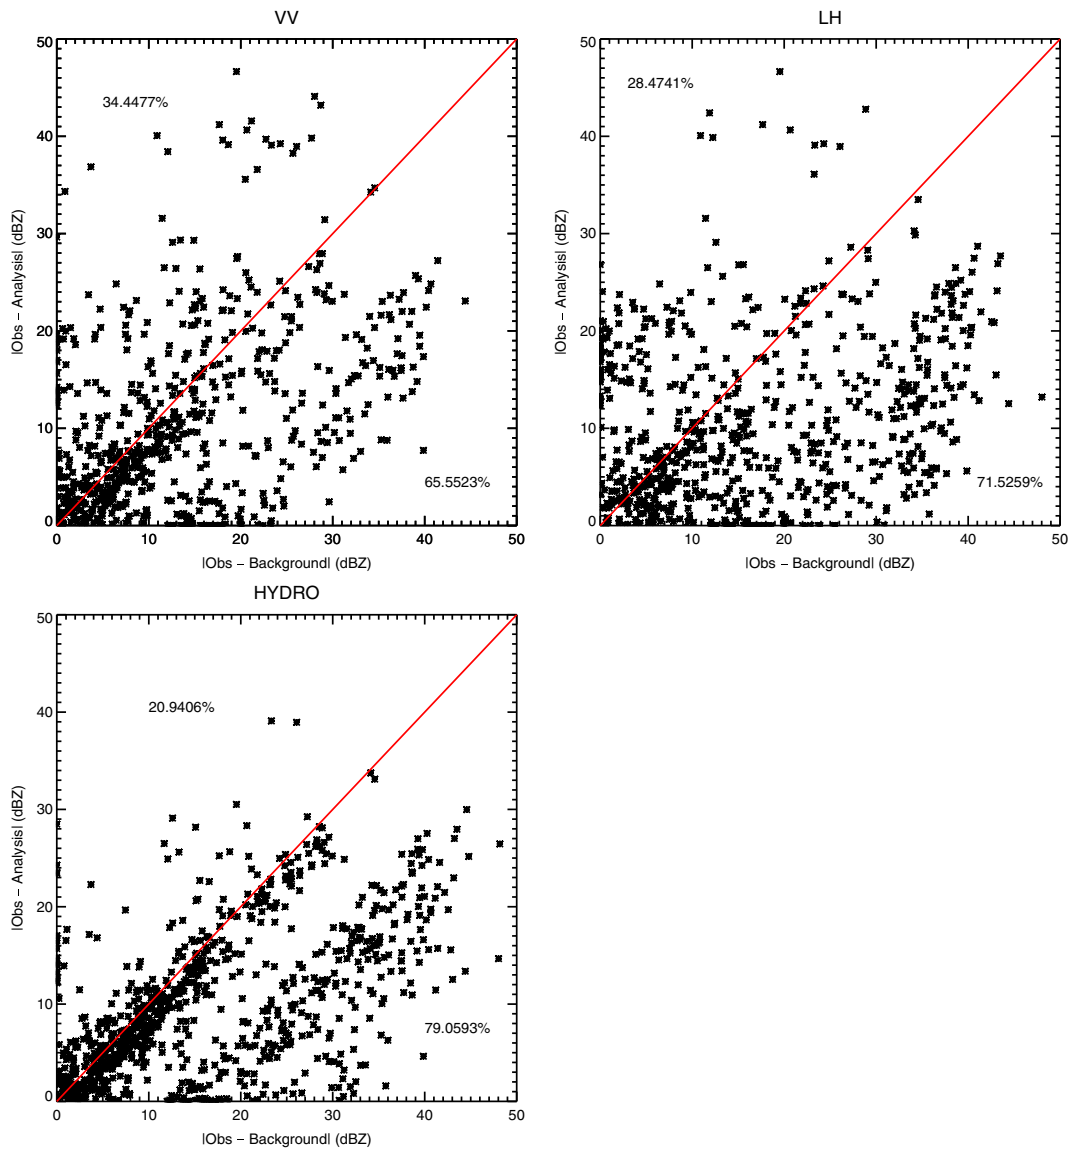 VV
50
40
30
20
10
0
0 10 20 30 40 50
|Obs − Analysis| (dBZ)
|Obs − Background| (dBZ)
34.4477%
65.5523%
LH
50
40
30
20
10
0
0 10 20 30 40 50
|Obs − Analysis| (dBZ)
|Obs − Background| (dBZ)
28.4741%
71.5259%
HYDRO
50
40
30
20
10
0
0 10 20 30 40 50
|Obs − Analysis| (dBZ)
|Obs − Background| (dBZ)
20.9406%
79.0593%